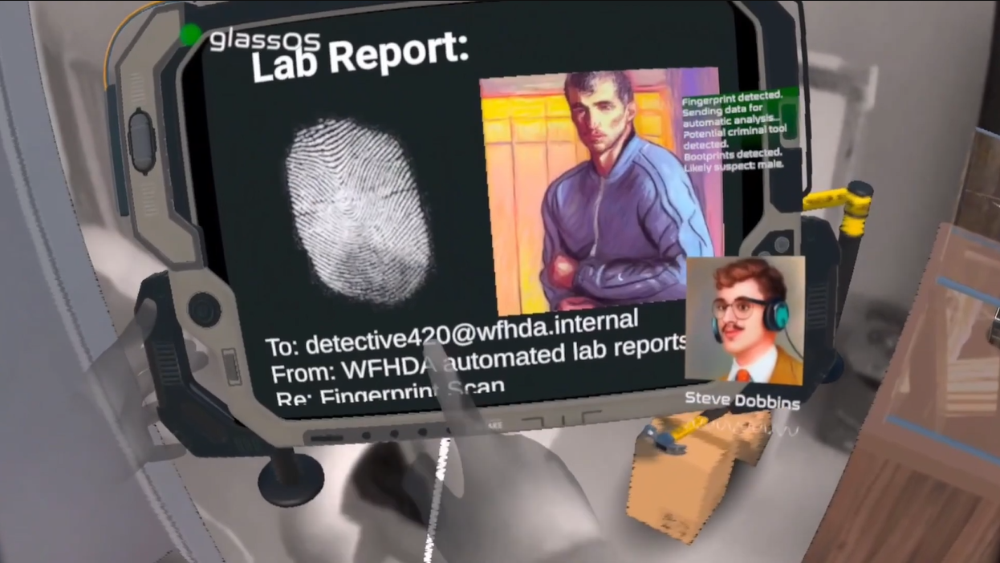 glassOS
Lab Report:
Fingerprint detected.
Sending data for
automatic analysis...
Potential criminal tool
detected.
Bootprints detected.
Likely suspect: male.
To: detective420@wfhda.internal
From: WFHDA automated lab reports
Re: Fingerprint Scan
Steve Dobbins